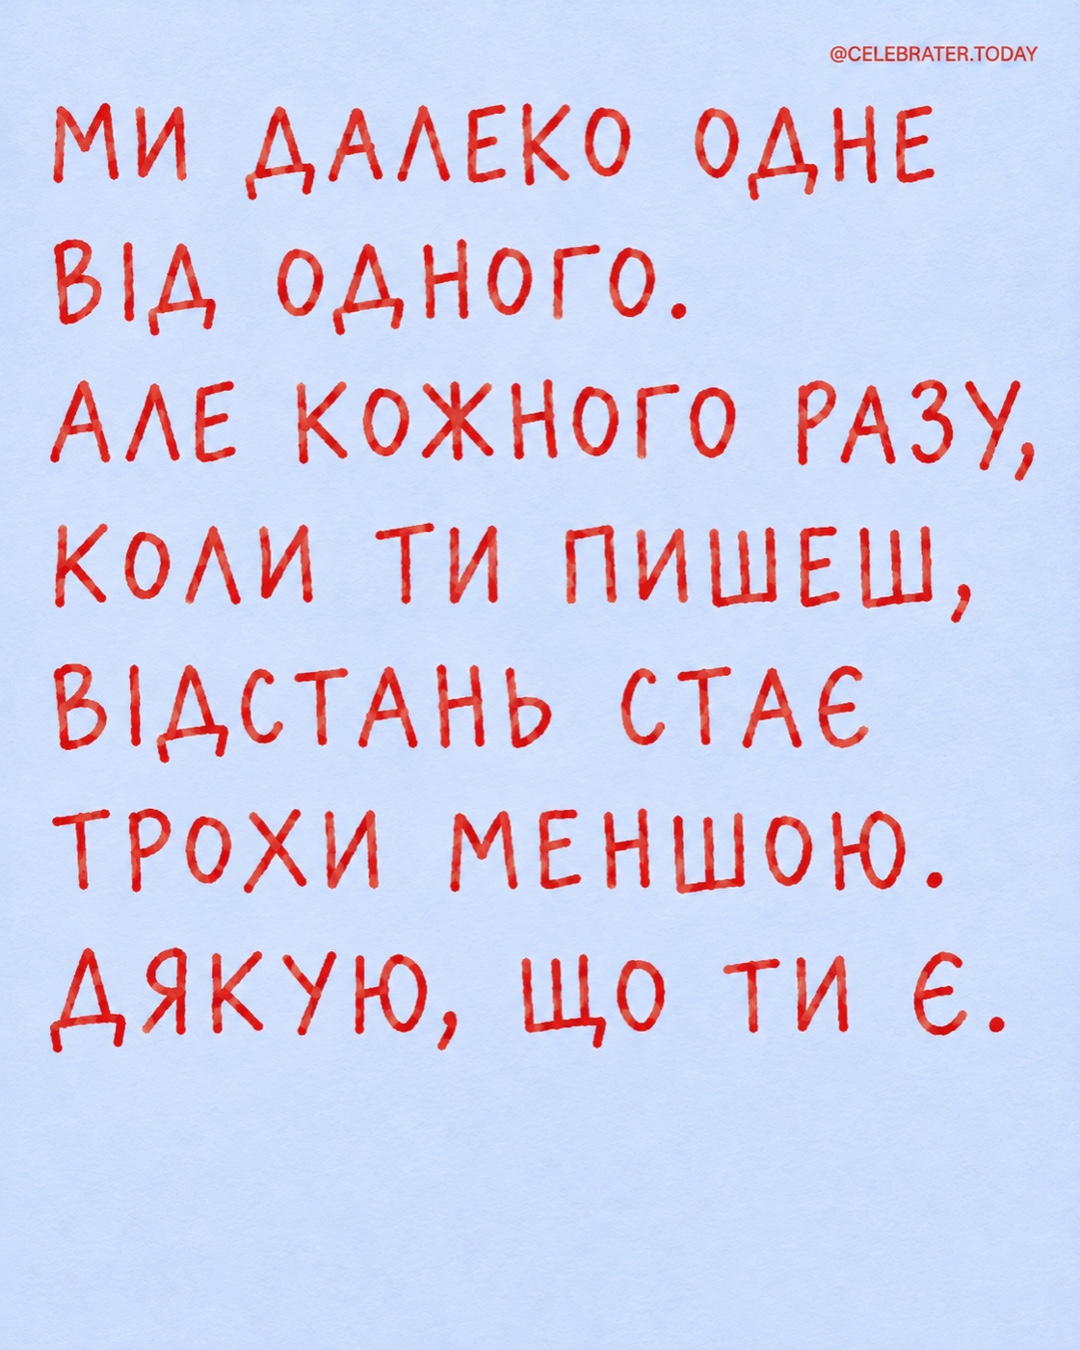 @CELEBRATER.TODAY
МИ ДАЛЕКО ОДНЕ
ВІД ОДНОГО.
АЛЕ КОЖНОГО РАЗУ,
КОЛИ ТИ ПИШЕШ,
ВІДСТАНЬ СТАЄ
ТРОХИ МЕНШОЮ.
ДЯКУЮ, ЩО ТИ Є.